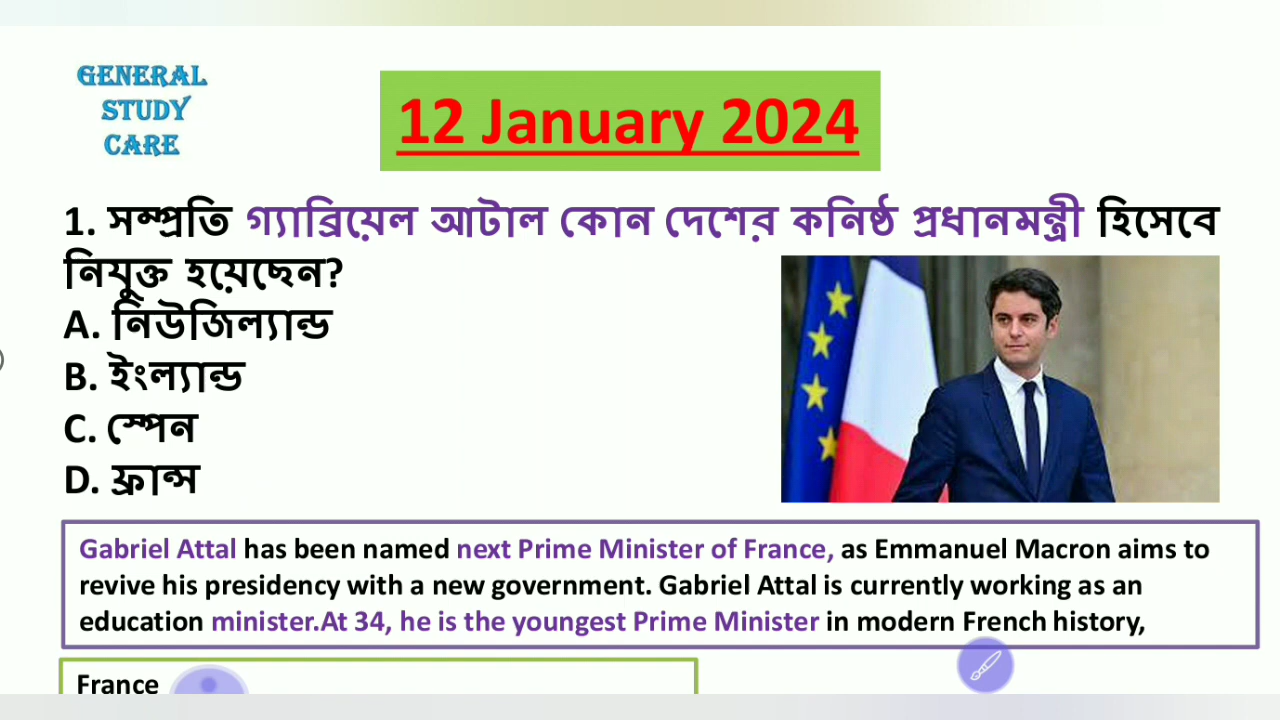 GENERAL
STUDY
CARE
12 January 2024
1. সম্প্রতি গ্যাব্রিয়েল আটাল কোন দেশের কনিষ্ঠ প্রধানমন্ত্রী হিসেবে
নিযুক্ত হয়েছেন?
A. নিউজিল্যান্ড
B. ইংল্যান্ড
C. স্পেন
D. ফ্রান্স
Gabriel Attal has been named next Prime Minister of France, as Emmanuel Macron aims to
revive his presidency with a new government. Gabriel Attal is currently working as an
education minister.At 34, he is the youngest Prime Minister in modern French history,
France